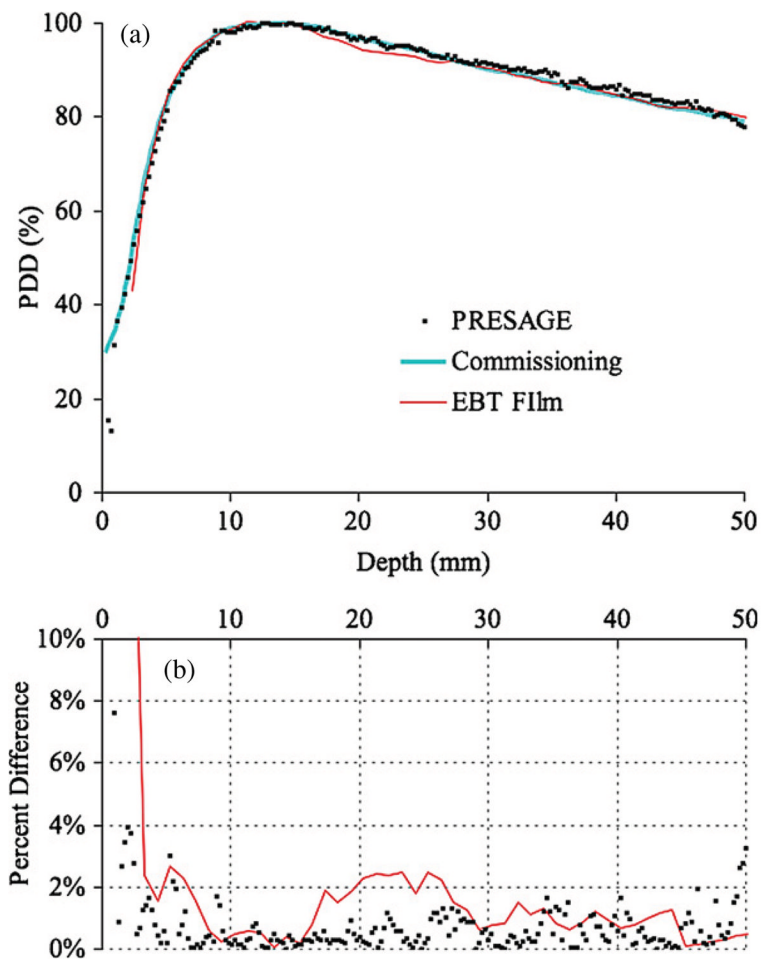 (a)
100
80
60
40
20
0
PDD (%)
PRESAGE
Commissioning
EBT FIlm
0 10 20 30 40 50
Depth (mm)
0 10 20 30 40 50
(b)
10%
8%
6%
4%
2%
0%
Percent Difference